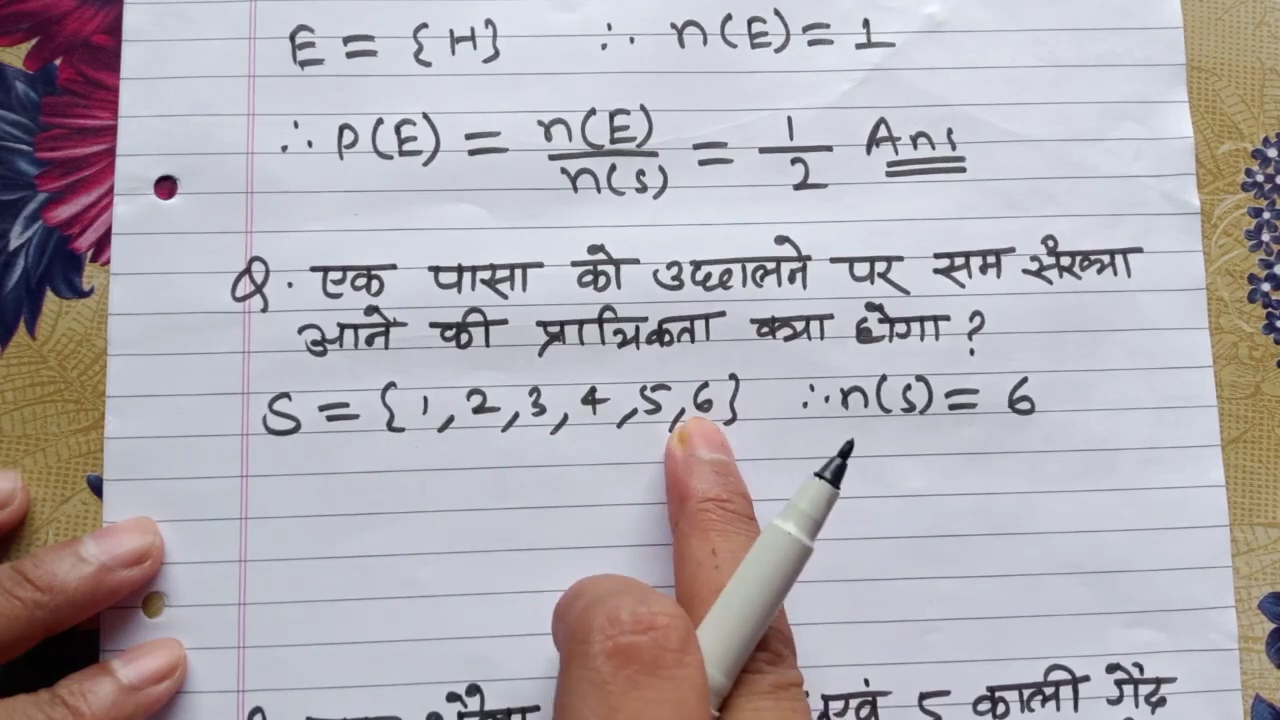 E = {H} ∴ n(E) = 1
∴ P(E) = n(E)/n(S) = 1/2 Ans
Q. एक पासा को उछालने पर सम संख्या
आने की प्रायिकता क्या होगा ?
S = {1, 2, 3, 4, 5, 6} ∴ n(S) = 6
एवं 5 काली गेंद